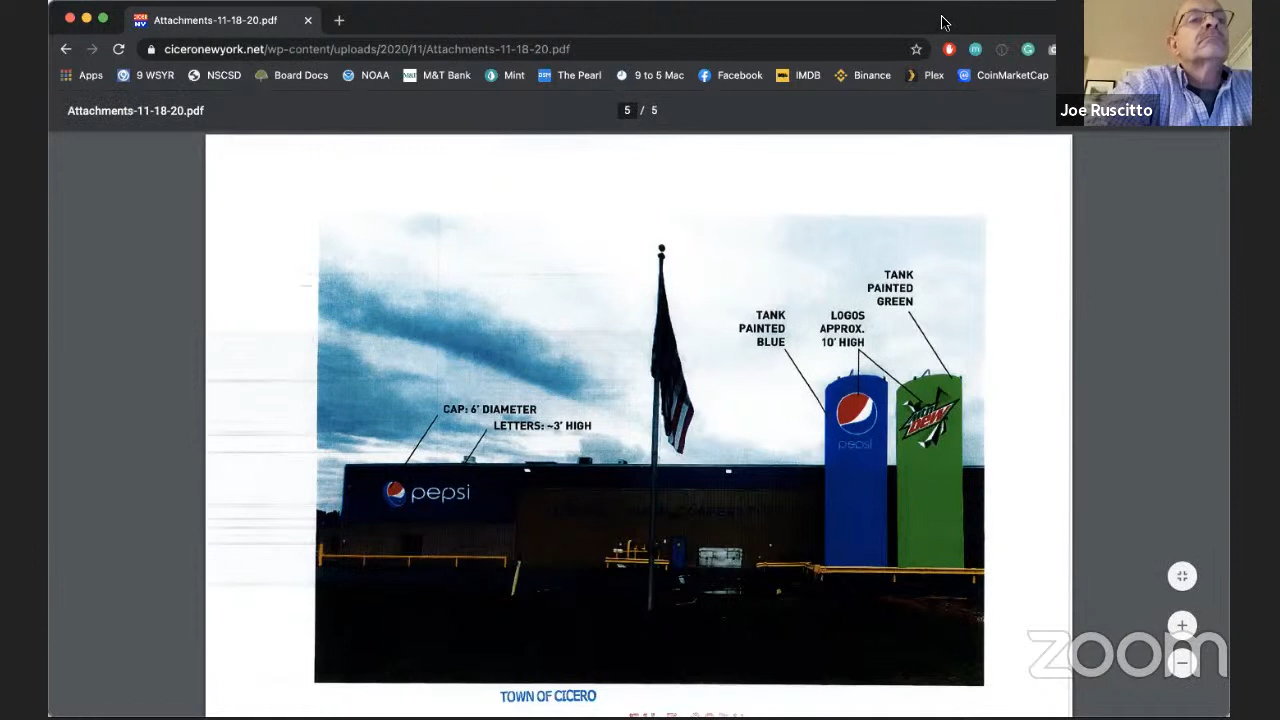 Attachments-11-18-20.pdf
ciceronewyork.net/wp-content/uploads/2020/11/Attachments-11-18-20.pdf
Apps 9 WSYR NSCSD Board Docs NOAA M&T Bank Mint The Pearl 9 to 5 Mac Facebook IMDB Binance Plex CoinMarketCap
Attachments-11-18-20.pdf
5 / 5
Joe Ruscitto
TANK
PAINTED
GREEN
TANK
PAINTED
BLUE
LOGOS
APPROX.
10' HIGH
CAP: 6' DIAMETER
LETTERS: ~3' HIGH
pepsi
pepsi
mtn
dew
TOWN OF CICERO
zoom